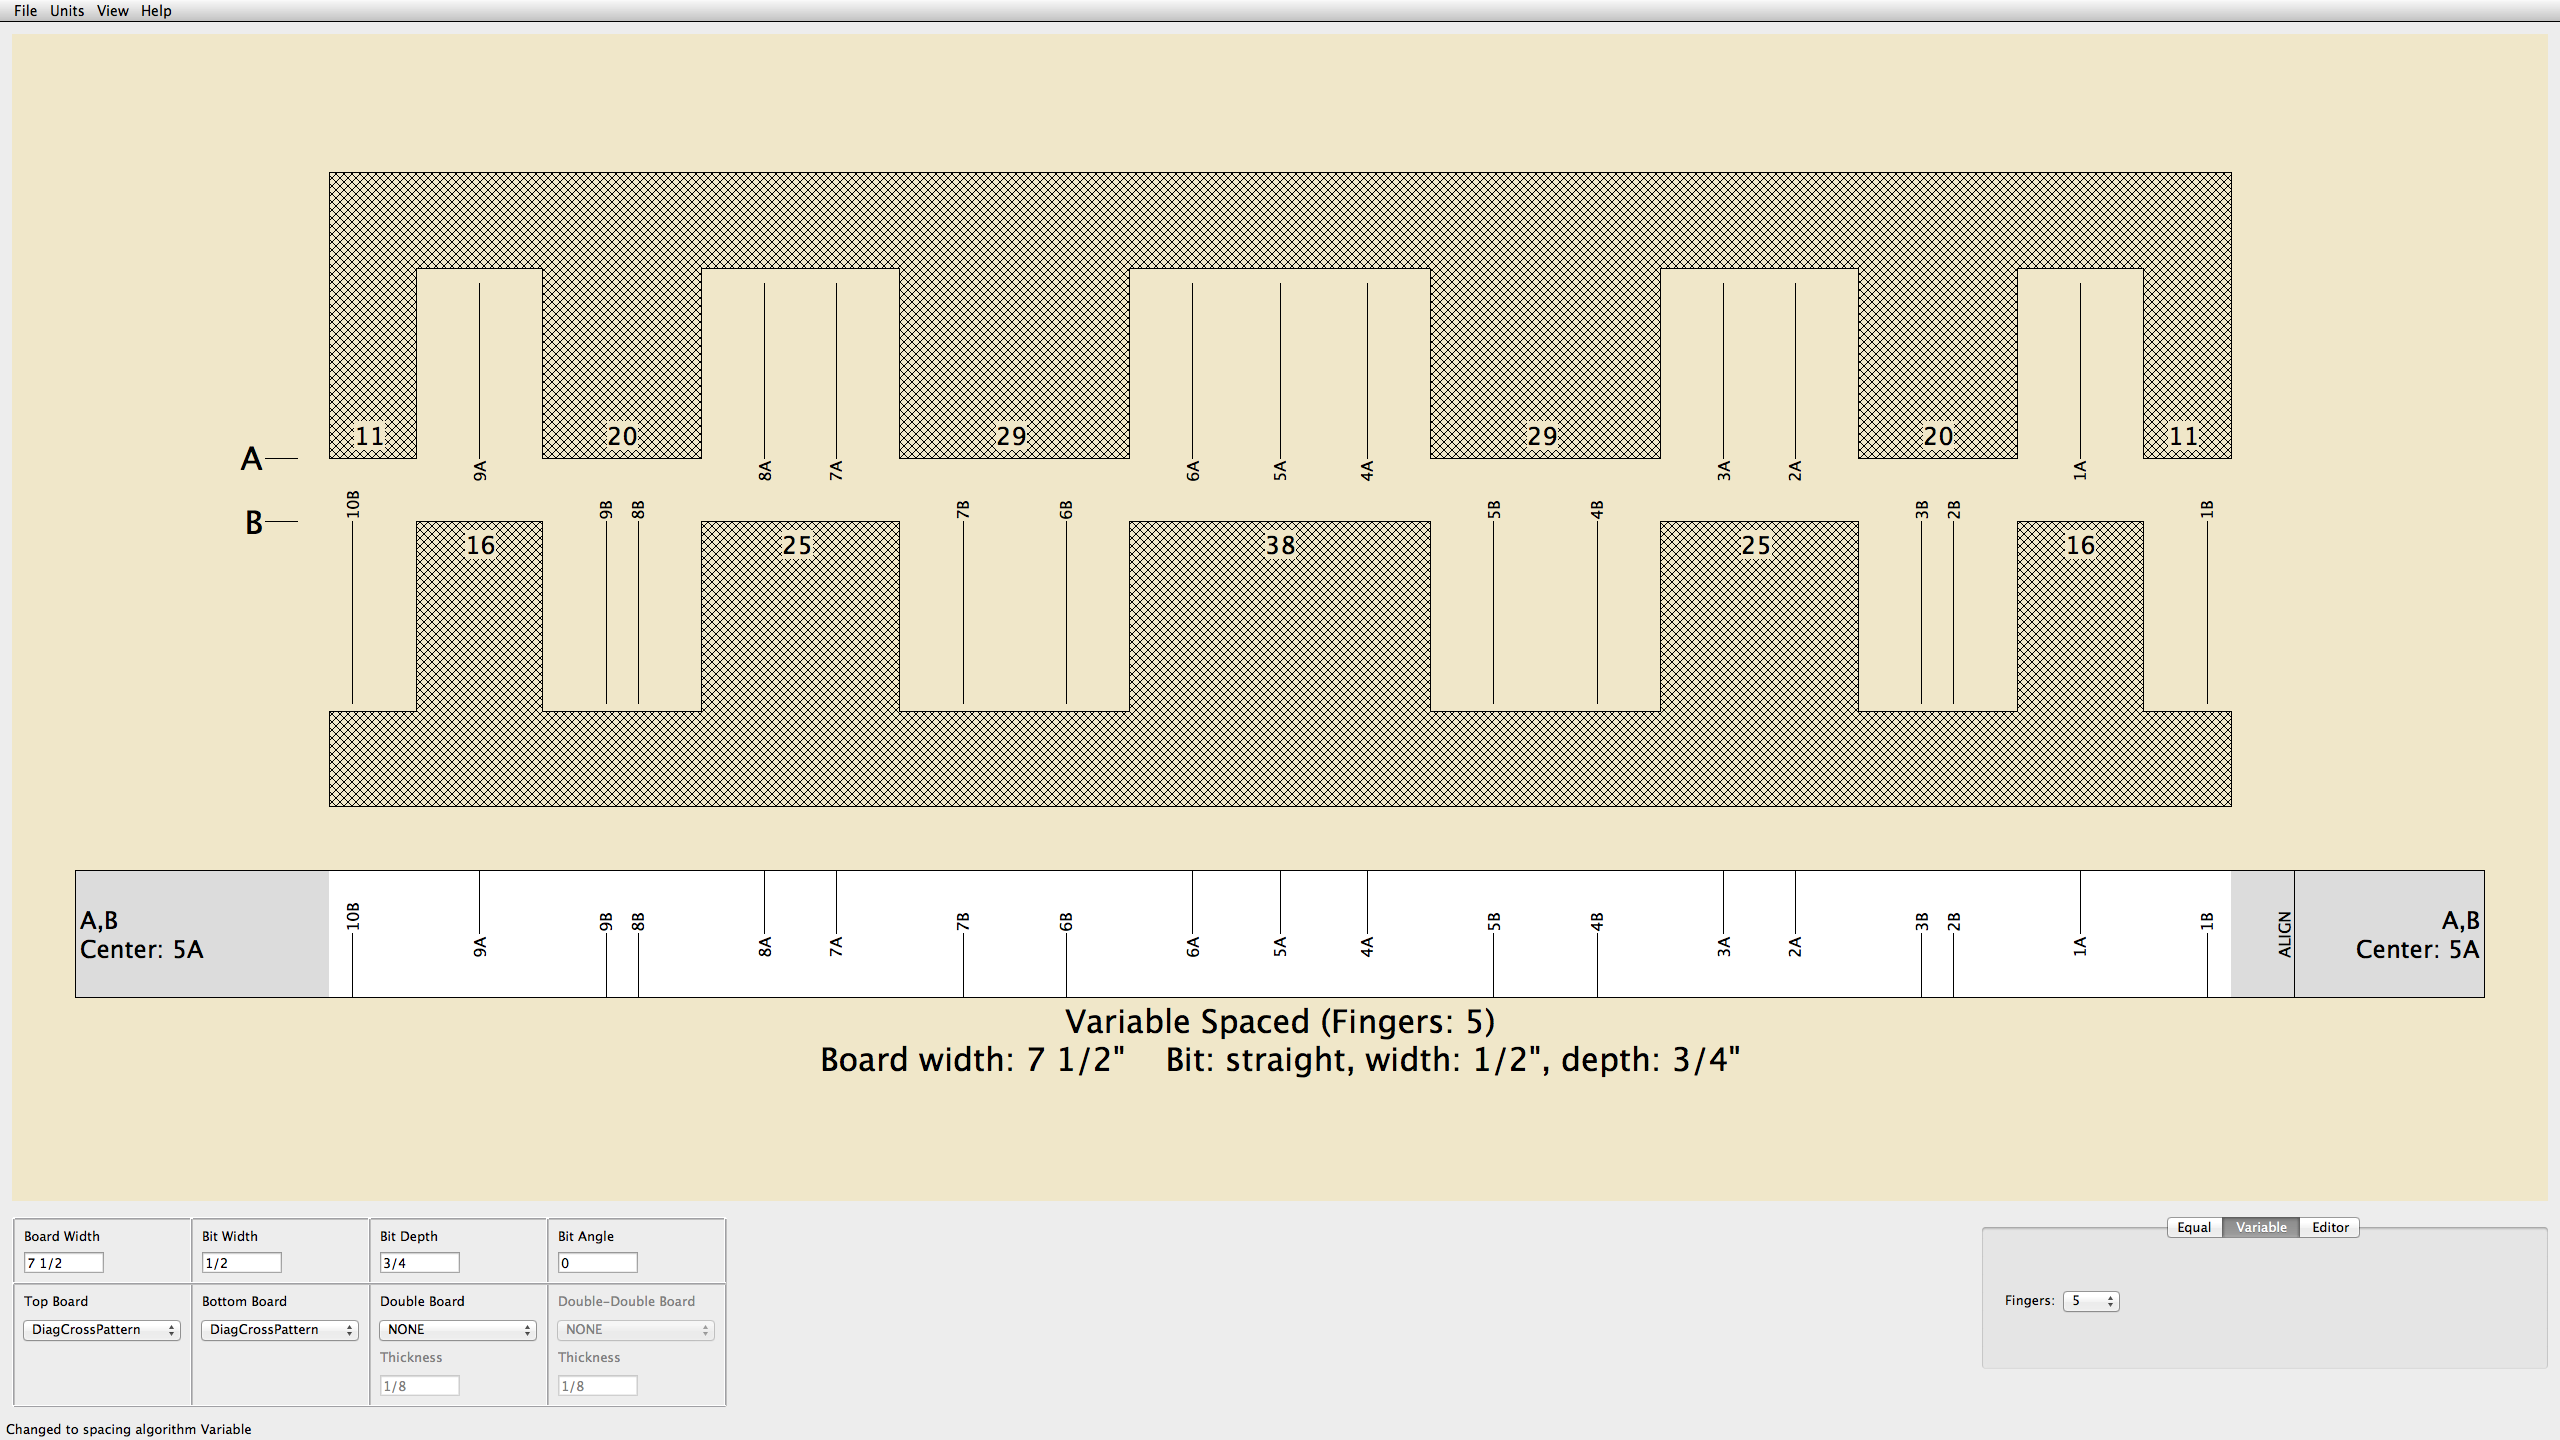 File Units View Help
11 20 29 29 20 11
A
9A 8A 7A 6A 5A 4A 3A 2A 1A
10B 9B 8B 7B 6B 5B 4B 3B 2B 1B
B
16 25 38 25 16
A,B
Center: 5A
10B 9A 9B 8B 8A 7A 7B 6B 6A 5A 4A 5B 4B 3A 2A 3B 2B 1A 1B
ALIGN
A,B
Center: 5A
Variable Spaced (Fingers: 5)
Board width: 7 1/2" Bit: straight, width: 1/2", depth: 3/4"
Board Width Bit Width Bit Depth Bit Angle
7 1/2 1/2 3/4 0
Top Board Bottom Board Double Board Double-Double Board
DiagCrossPattern DiagCrossPattern NONE NONE
Thickness Thickness
1/8 1/8
Equal Variable Editor
Fingers: 5
Changed to spacing algorithm Variable